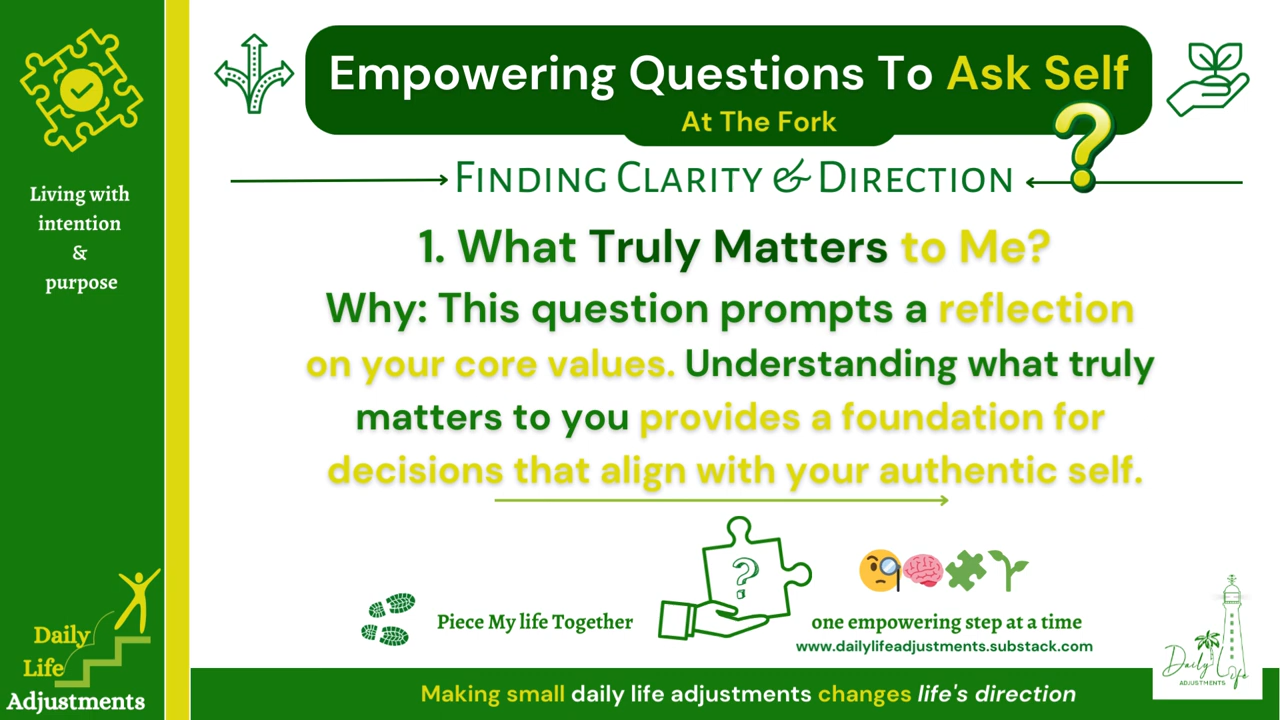 Living with
intention
&
purpose
Daily
Life
Adjustments
Empowering Questions To Ask Self
At The Fork
Finding Clarity & Direction
1. What Truly Matters to Me?
Why: This question prompts a reflection
on your core values. Understanding what truly
matters to you provides a foundation for
decisions that align with your authentic self.
?
Piece My life Together
one empowering step at a time
www.dailylifeadjustments.substack.com
Daily Life
ADJUSTMENTS
Making small daily life adjustments changes life's direction